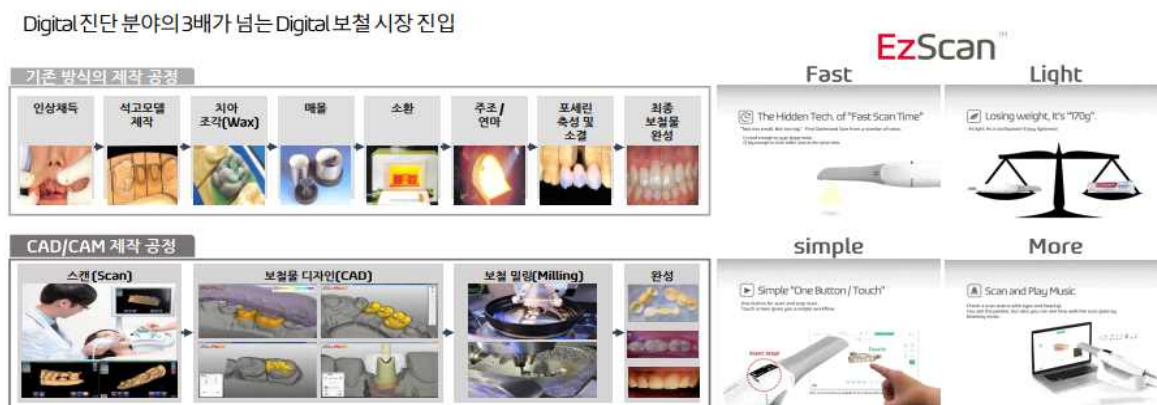 Digital 진단 분야의 3배가 넘는 Digital 보철 시장 진입
기존 방식의 제작 공정
인상채득
석고모델
제작
치아
조각(Wax)
매몰
소환
주조 /
연마
포세린
축성 및
소결
최종
보철물
완성
CAD/CAM 제작 공정
스캔(Scan)
보철물 디자인(CAD)
보철 밀링(Milling)
완성
EzScan™
Fast
The Hidden Tech. of "Fast Scan Time"
Light
Losing weight, It's "170g".
simple
Simple "One Button / Touch"
More
Scan and Play Music